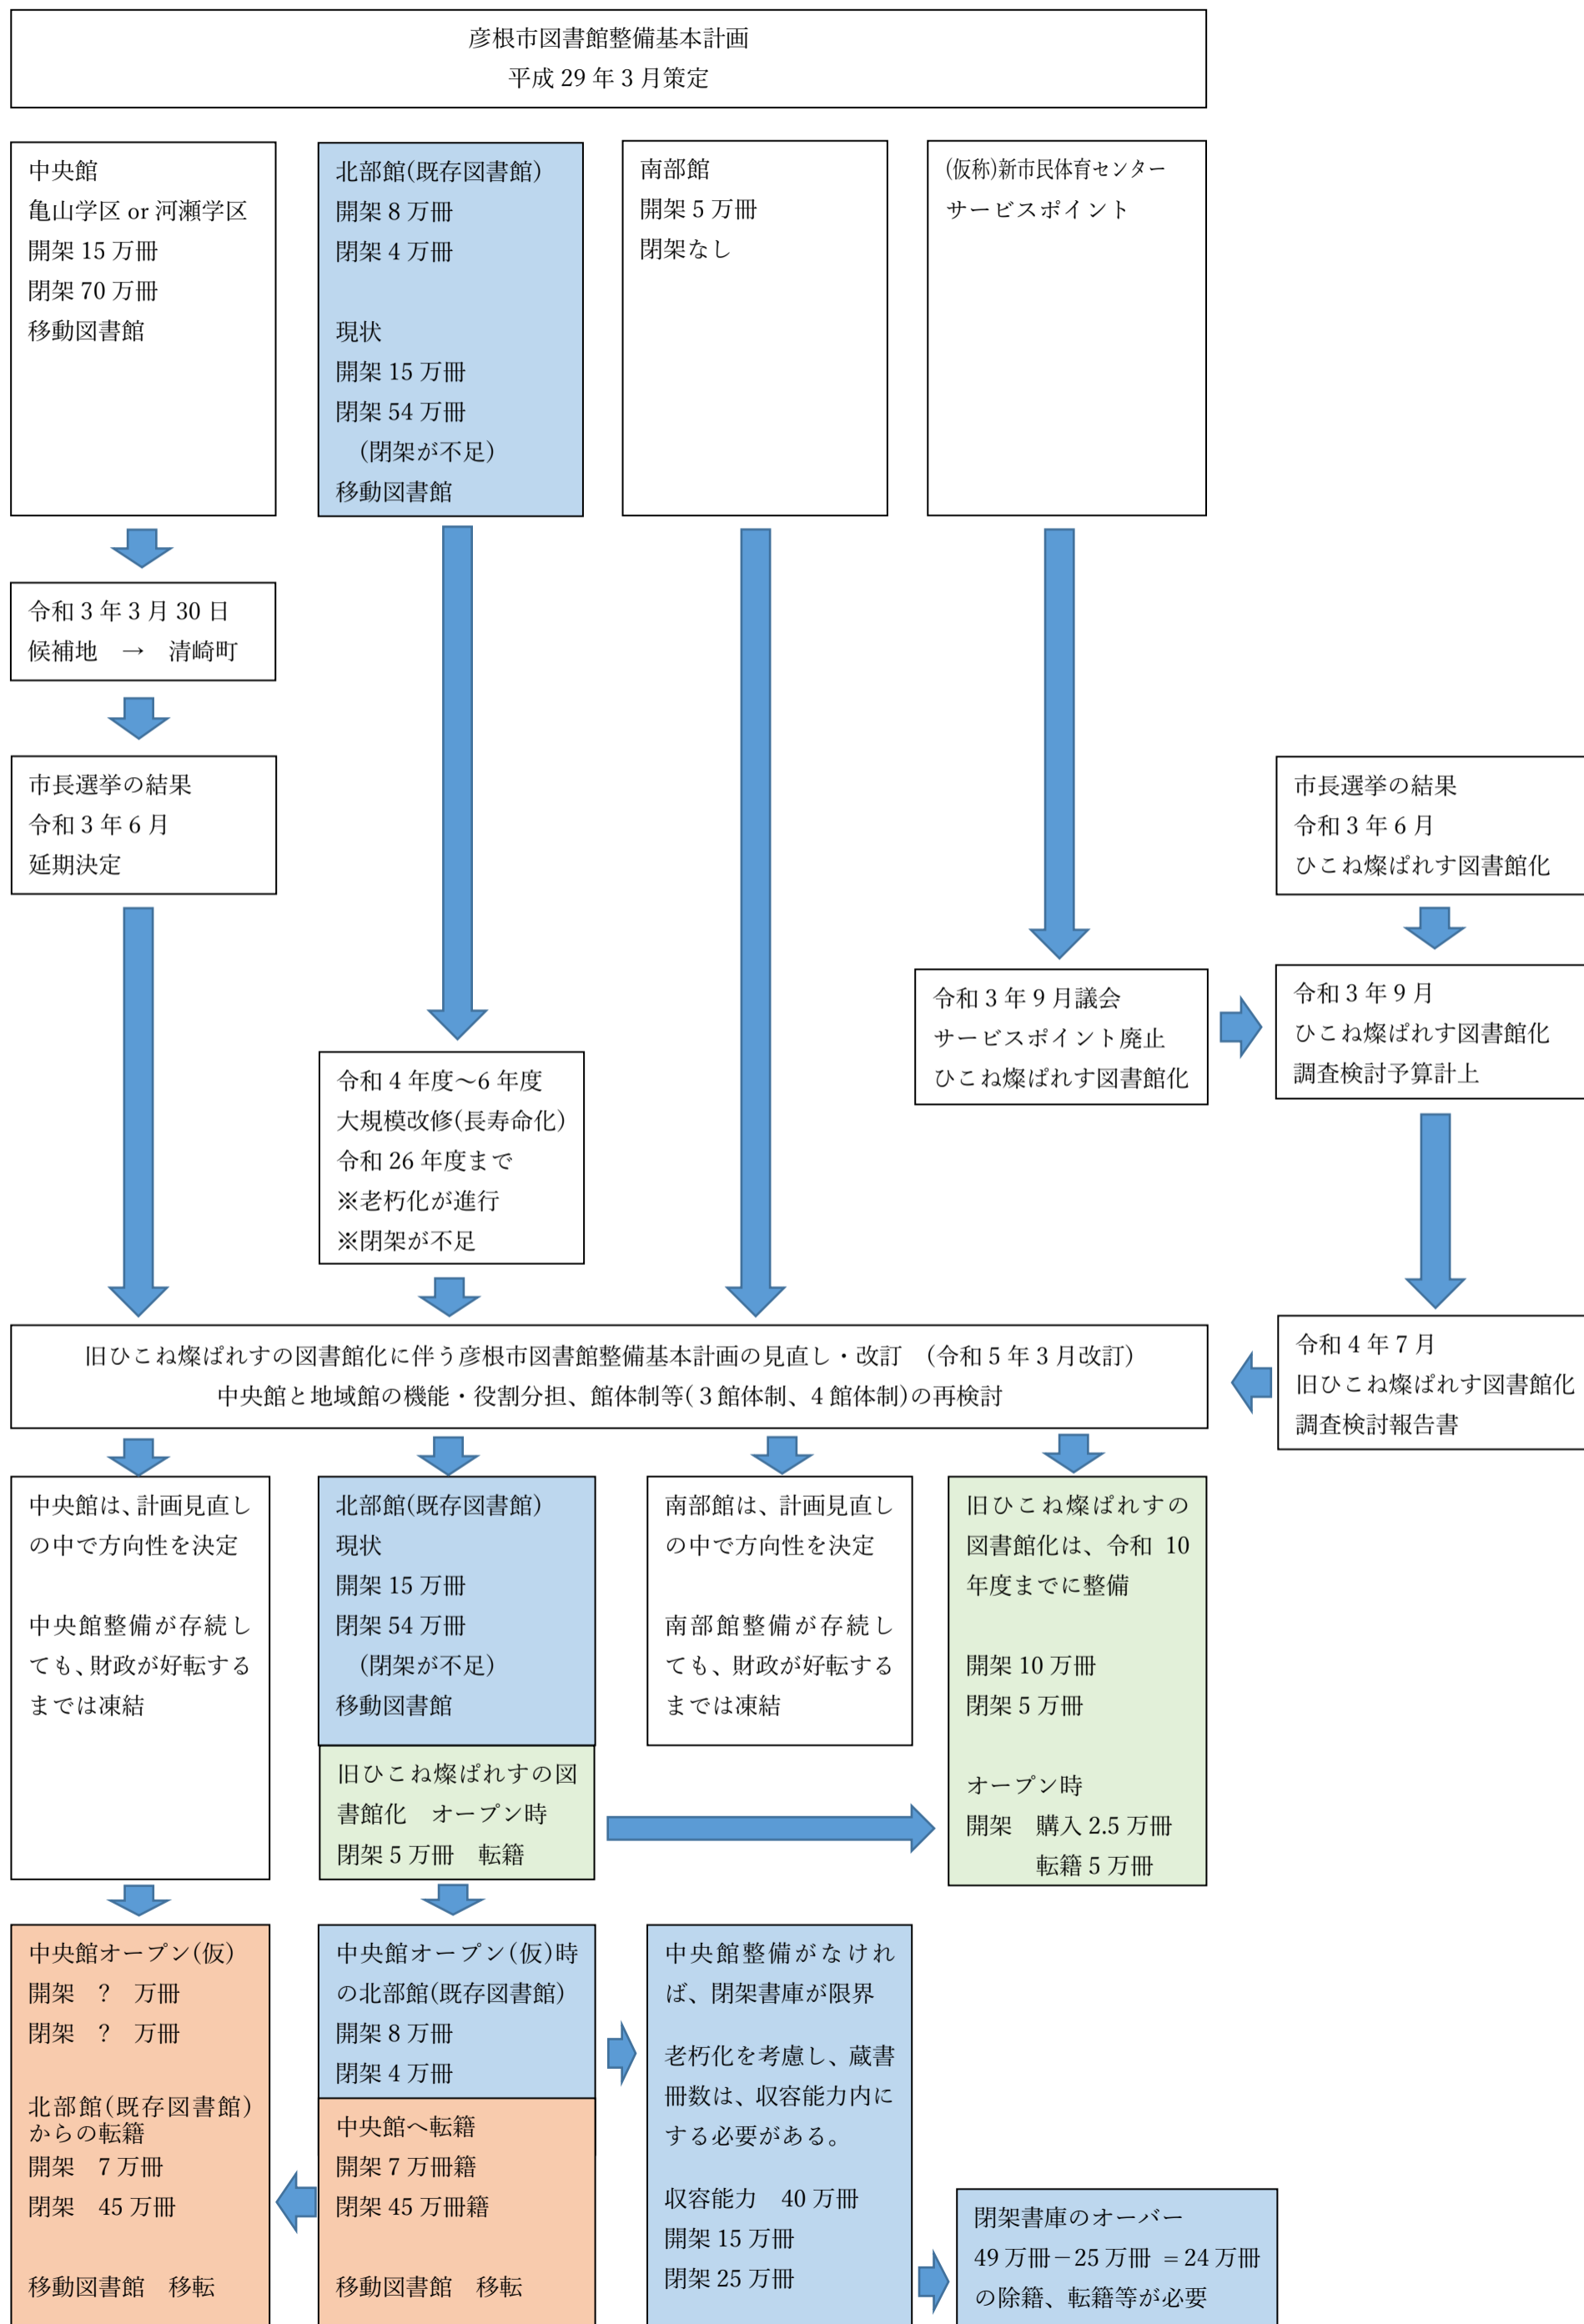 彦根市図書館整備基本計画
平成 29 年 3 月策定
中央館
亀山学区 or 河瀬学区
開架 15 万冊
閉架 70 万冊
移動図書館
北部館(既存図書館)
開架 8 万冊
閉架 4 万冊
現状
開架 15 万冊
閉架 54 万冊
(閉架が不足)
移動図書館
南部館
開架 5 万冊
閉架なし
(仮称)新市民体育センター
サービスポイント
令和 3 年 3 月 30 日
候補地　→　清崎町
市長選挙の結果
令和 3 年 6 月
延期決定
市長選挙の結果
令和 3 年 6 月
ひこね燦ぱれす図書館化
令和 3 年 9 月議会
サービスポイント廃止
ひこね燦ぱれす図書館化
令和 3 年 9 月
ひこね燦ぱれす図書館化
調査検討予算計上
令和 4 年度～6 年度
大規模改修(長寿命化)
令和 26 年度まで
※老朽化が進行
※閉架が不足
旧ひこね燦ぱれすの図書館化に伴う彦根市図書館整備基本計画の見直し・改訂　(令和 5 年 3 月改訂)
中央館と地域館の機能・役割分担、館体制等(３館体制、４館体制)の再検討
令和 4 年 7 月
旧ひこね燦ぱれす図書館化
調査検討報告書
中央館は、計画見直し
の中で方向性を決定
中央館整備が存続し
ても、財政が好転する
までは凍結
北部館(既存図書館)
現状
開架 15 万冊
閉架 54 万冊
(閉架が不足)
移動図書館
旧ひこね燦ぱれすの図
書館化　オープン時
閉架 5 万冊　転籍
南部館は、計画見直し
の中で方向性を決定
南部館整備が存続し
ても、財政が好転する
までは凍結
旧ひこね燦ぱれすの
図書館化は、令和 10
年度までに整備
開架 10 万冊
閉架 5 万冊
オープン時
開架　購入 2.5 万冊
転籍 5 万冊
中央館オープン(仮)
開架　？　万冊
閉架　？　万冊
北部館(既存図書館)
からの転籍
開架　7 万冊
閉架　45 万冊
移動図書館　移転
中央館オープン(仮)時
の北部館(既存図書館)
開架 8 万冊
閉架 4 万冊
中央館へ転籍
開架 7 万冊籍
閉架 45 万冊籍
移動図書館　移転
中央館整備がなけれ
ば、閉架書庫が限界
老朽化を考慮し、蔵書
冊数は、収容能力内に
する必要がある。
収容能力　40 万冊
開架 15 万冊
閉架 25 万冊
閉架書庫のオーバー
49 万冊－25 万冊 ＝24 万冊
の除籍、転籍等が必要